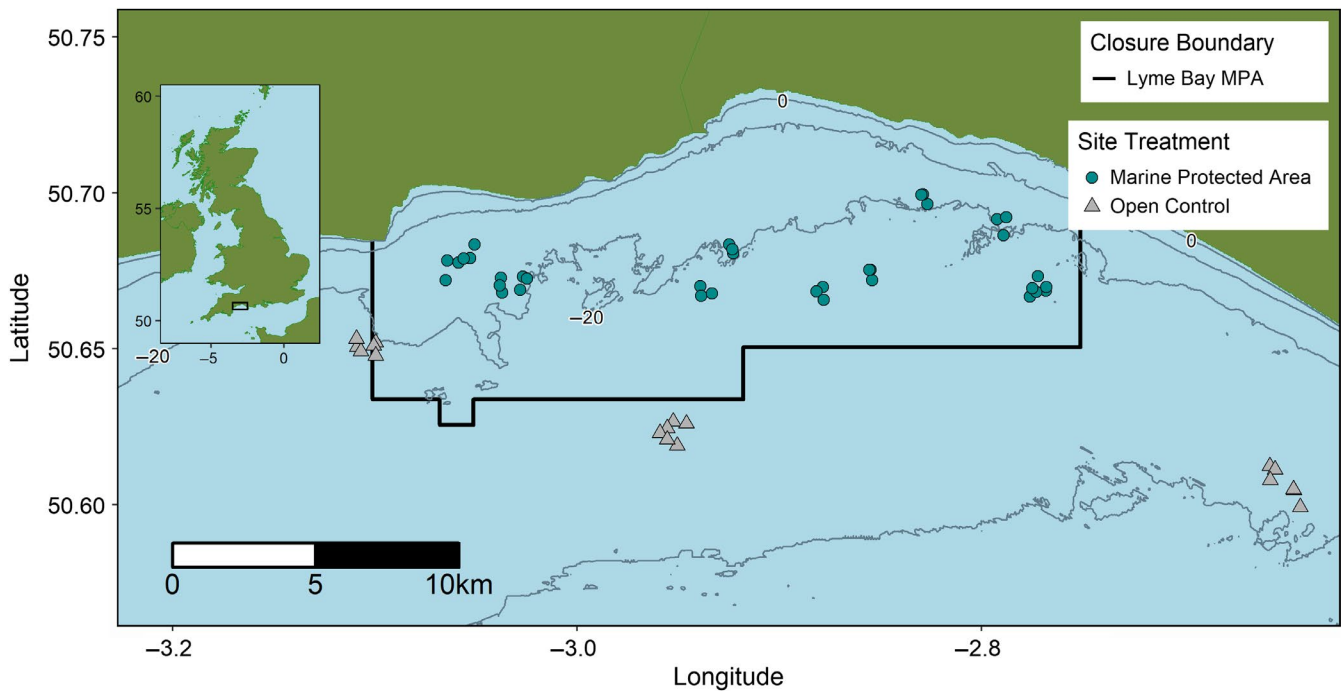 50.75
50.70
50.65
50.60
Latitude
Closure Boundary
Lyme Bay MPA
Site Treatment
Marine Protected Area
Open Control
60
55
50
−5
0
0
0
−20
−20
0
5
10km
−3.2
−3.0
−2.8
Longitude